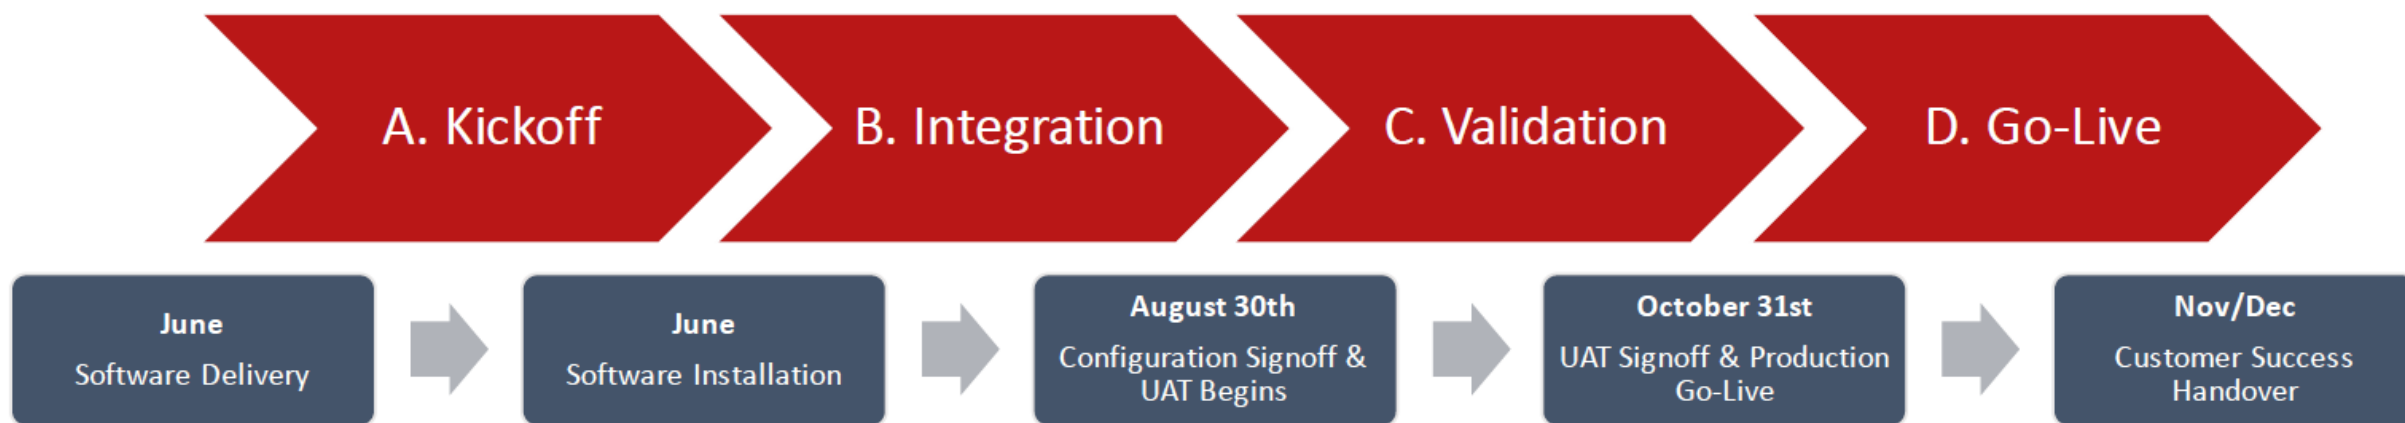 A. Kickoff
B. Integration
C. Validation
D. Go-Live
June
Software Delivery
June
Software Installation
August 30th
Configuration Signoff &
UAT Begins
October 31st
UAT Signoff & Production
Go-Live
Nov/Dec
Customer Success
Handover